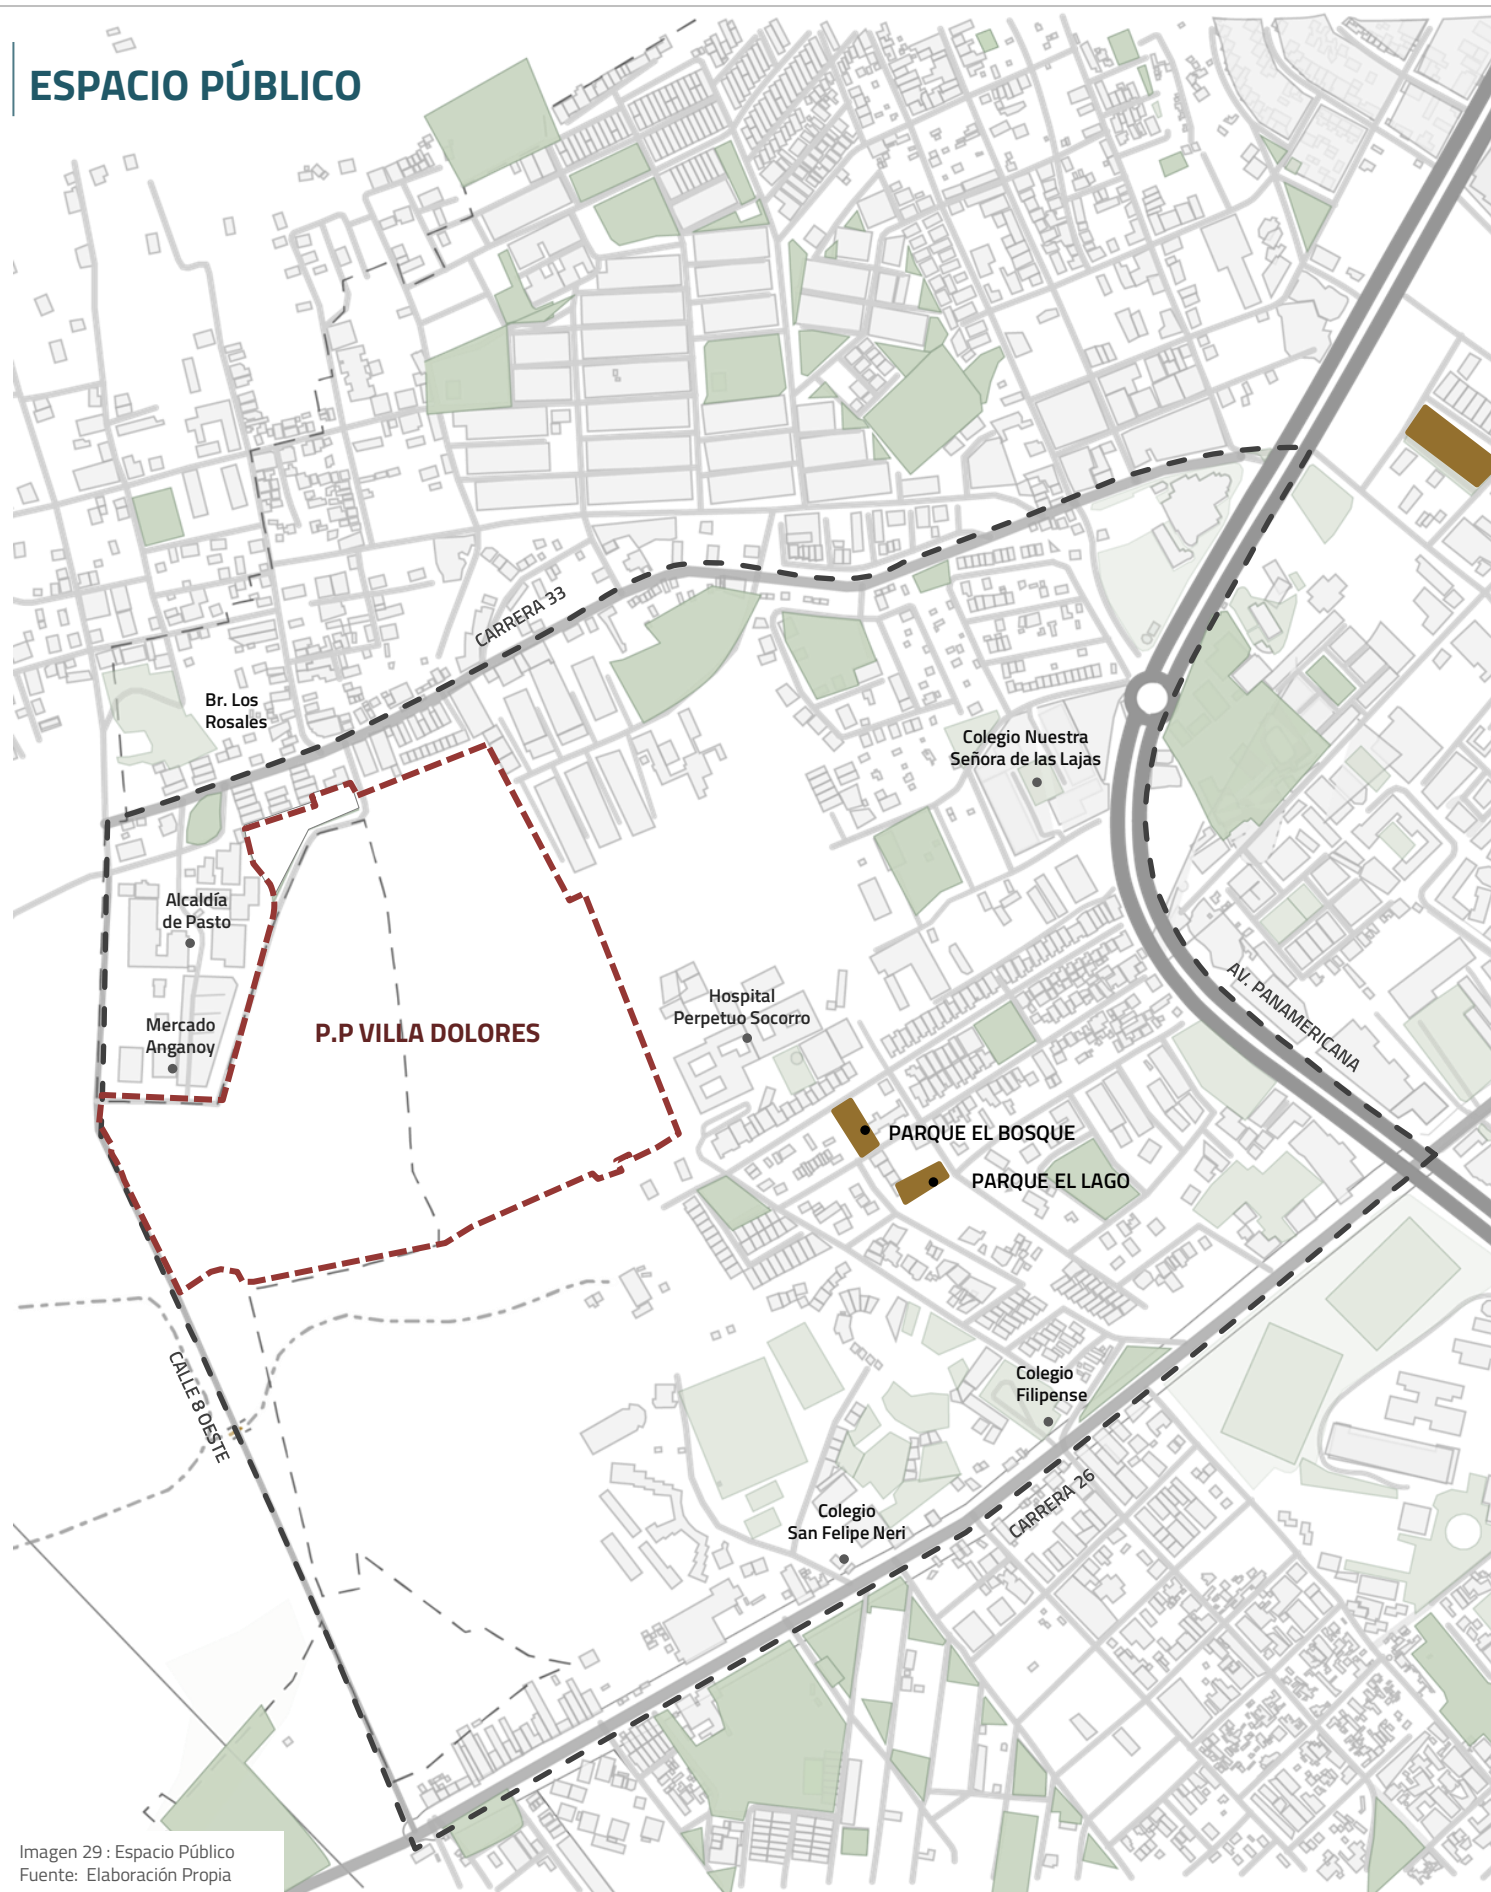 ESPACIO PÚBLICO
CARRERA 33
Br. Los
Rosales
Colegio Nuestra
Señora de las Lajas
Alcaldía
de Pasto
AV. PANAMERICANA
Hospital
Perpetuo Socorro
Mercado
Anganoy
P.P VILLA DOLORES
PARQUE EL BOSQUE
PARQUE EL LAGO
CALLE 8 OESTE
Colegio
Filipense
CARRERA 26
Colegio
San Felipe Neri
Imagen 29 : Espacio Público
Fuente: Elaboración Propia